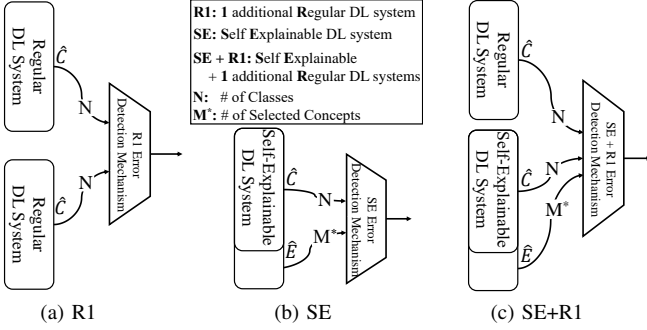 R1: 1 additional Regular DL system
SE: Self Explainable DL system
SE + R1: Self Explainable
+ 1 additional Regular DL systems
N: # of Classes
M*: # of Selected Concepts
Regular
DL System
Ĉ
N
Regular
DL System
Ĉ
N
R1 Error
Detection Mechanism
(a) R1
Self-Explainable
DL System
Ĉ
N
Ê
M*
SE Error
Detection Mechanism
(b) SE
Regular
DL System
Ĉ
N
Self-Explainable
DL System
Ĉ
N
Ê
M*
SE + R1 Error
Detection
Mechanism
(c) SE+R1